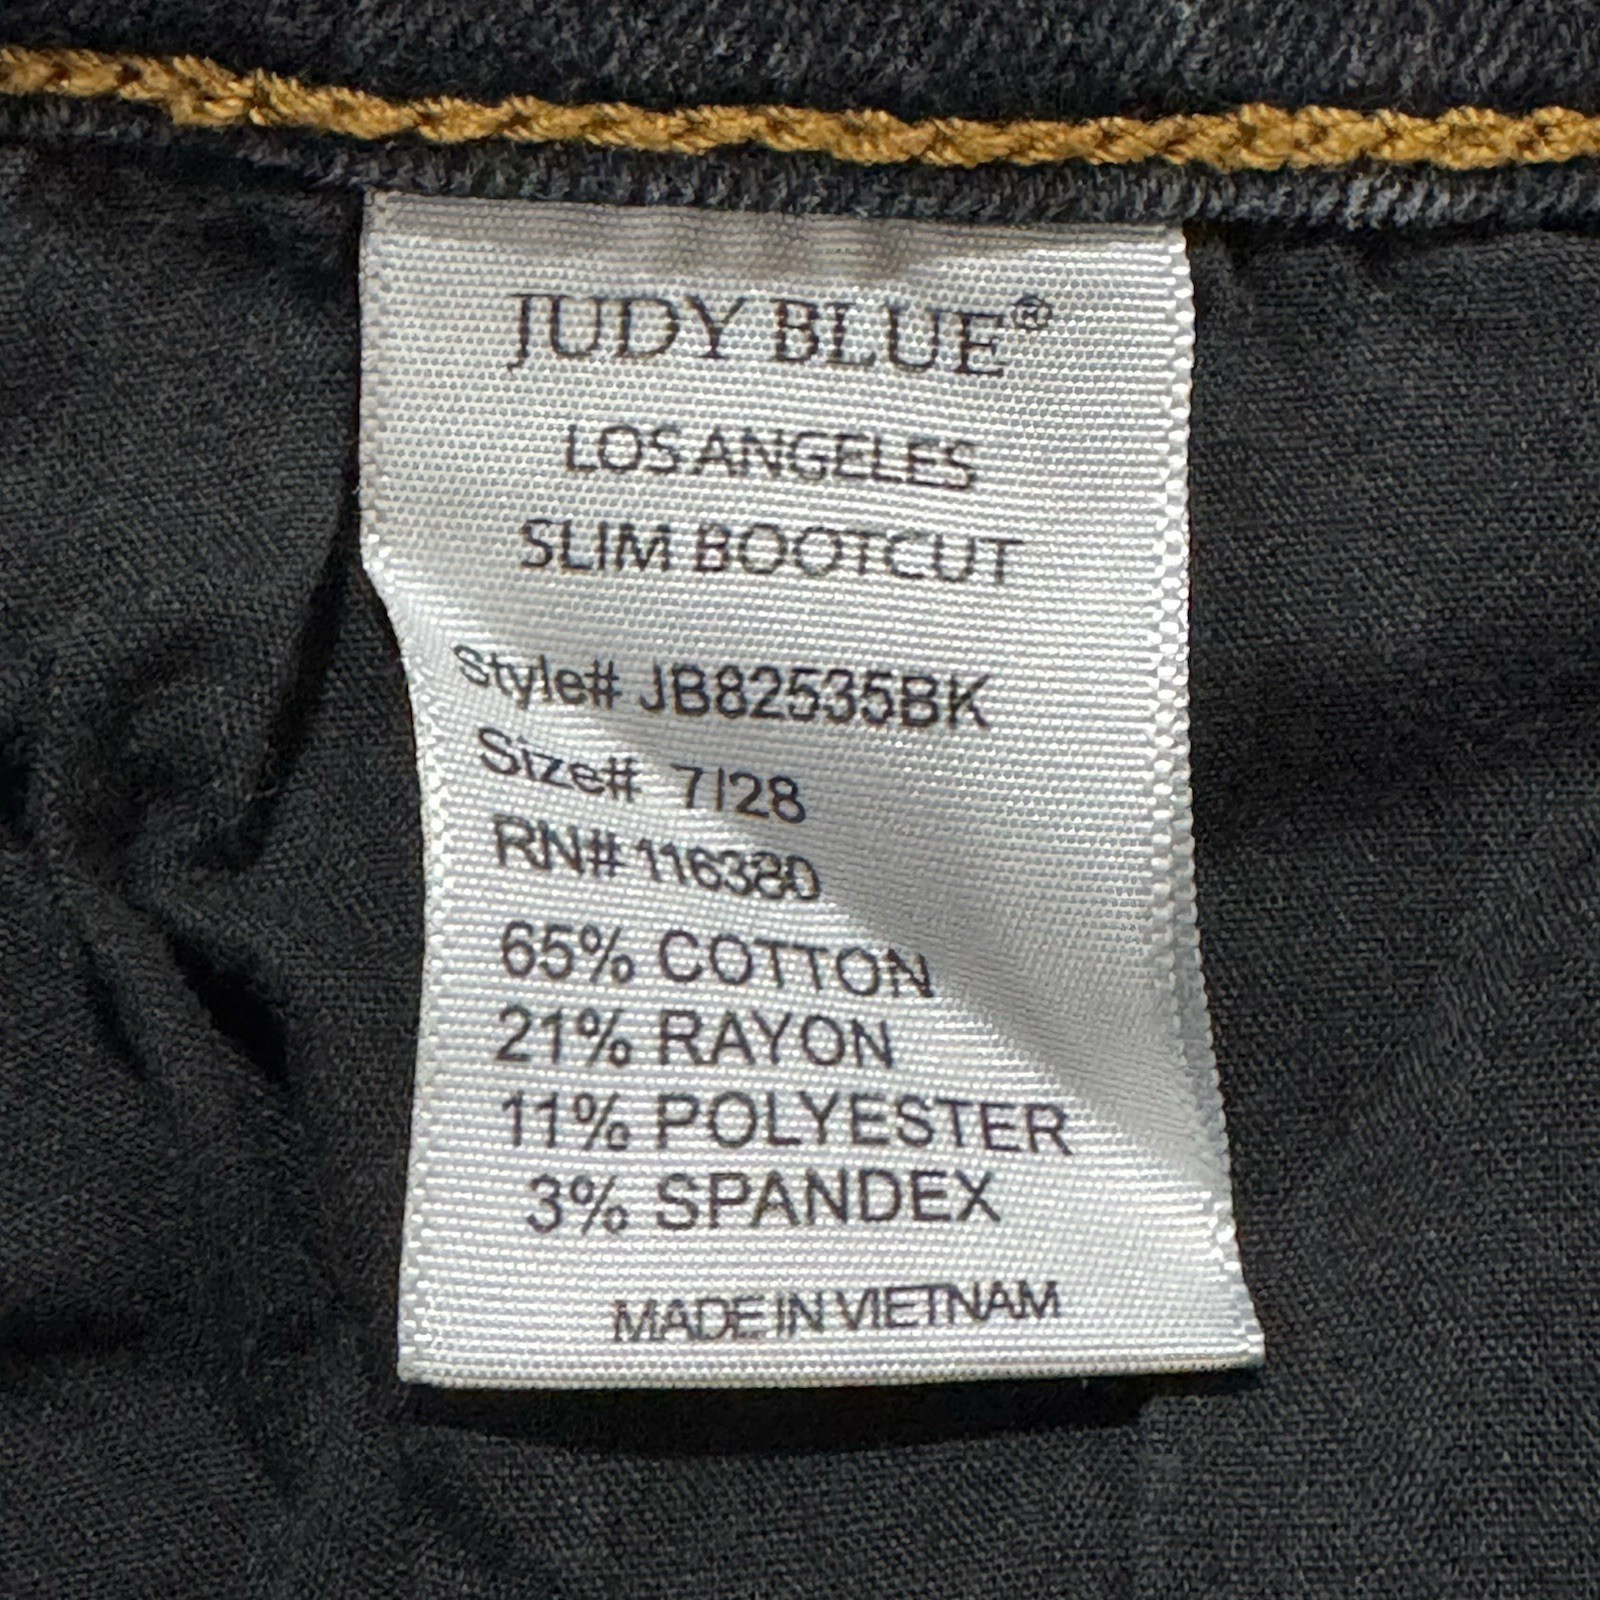 JUDY BLUE®
LOS ANGELES
SLIM BOOTCUT
Style# JB82535BK
Size# 7/28
RN# 116380
65% COTTON
21% RAYON
11% POLYESTER
3% SPANDEX
MADE IN VIETNAM